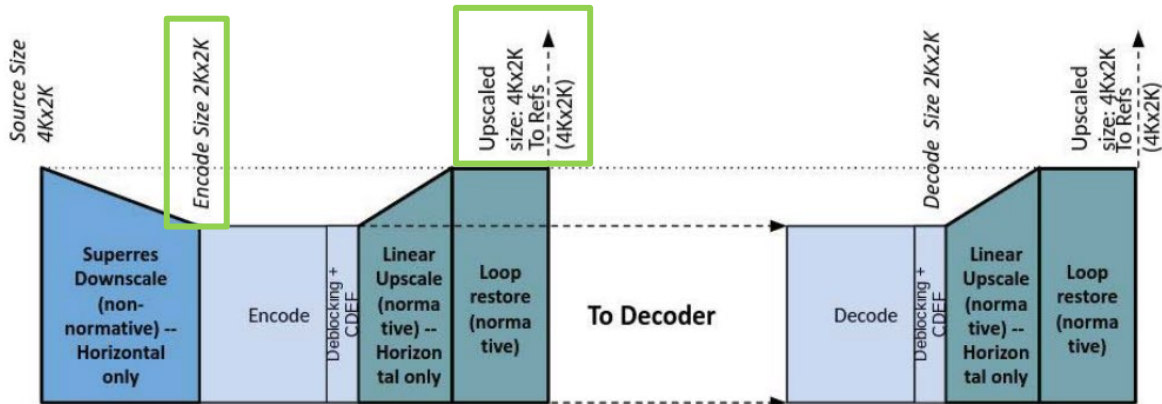 Source Size
4Kx2K
Encode Size 2Kx2K
Upscaled
size: 4Kx2K
To Refs
(4Kx2K)
Decode Size 2Kx2K
Upscaled
size: 4Kx2K
To Refs
(4Kx2K)
Superres
Downscale
(non-
normative) --
Horizontal
only
Encode
Deblocking +
CDEF
Linear
Upscale
(norma
tive) --
Horizon
tal only
Loop
restore
(norma
tive)
To Decoder
Decode
Deblocking +
CDEF
Linear
Upscale
(norma
tive) --
Horizon
tal only
Loop
restore
(norma
tive)